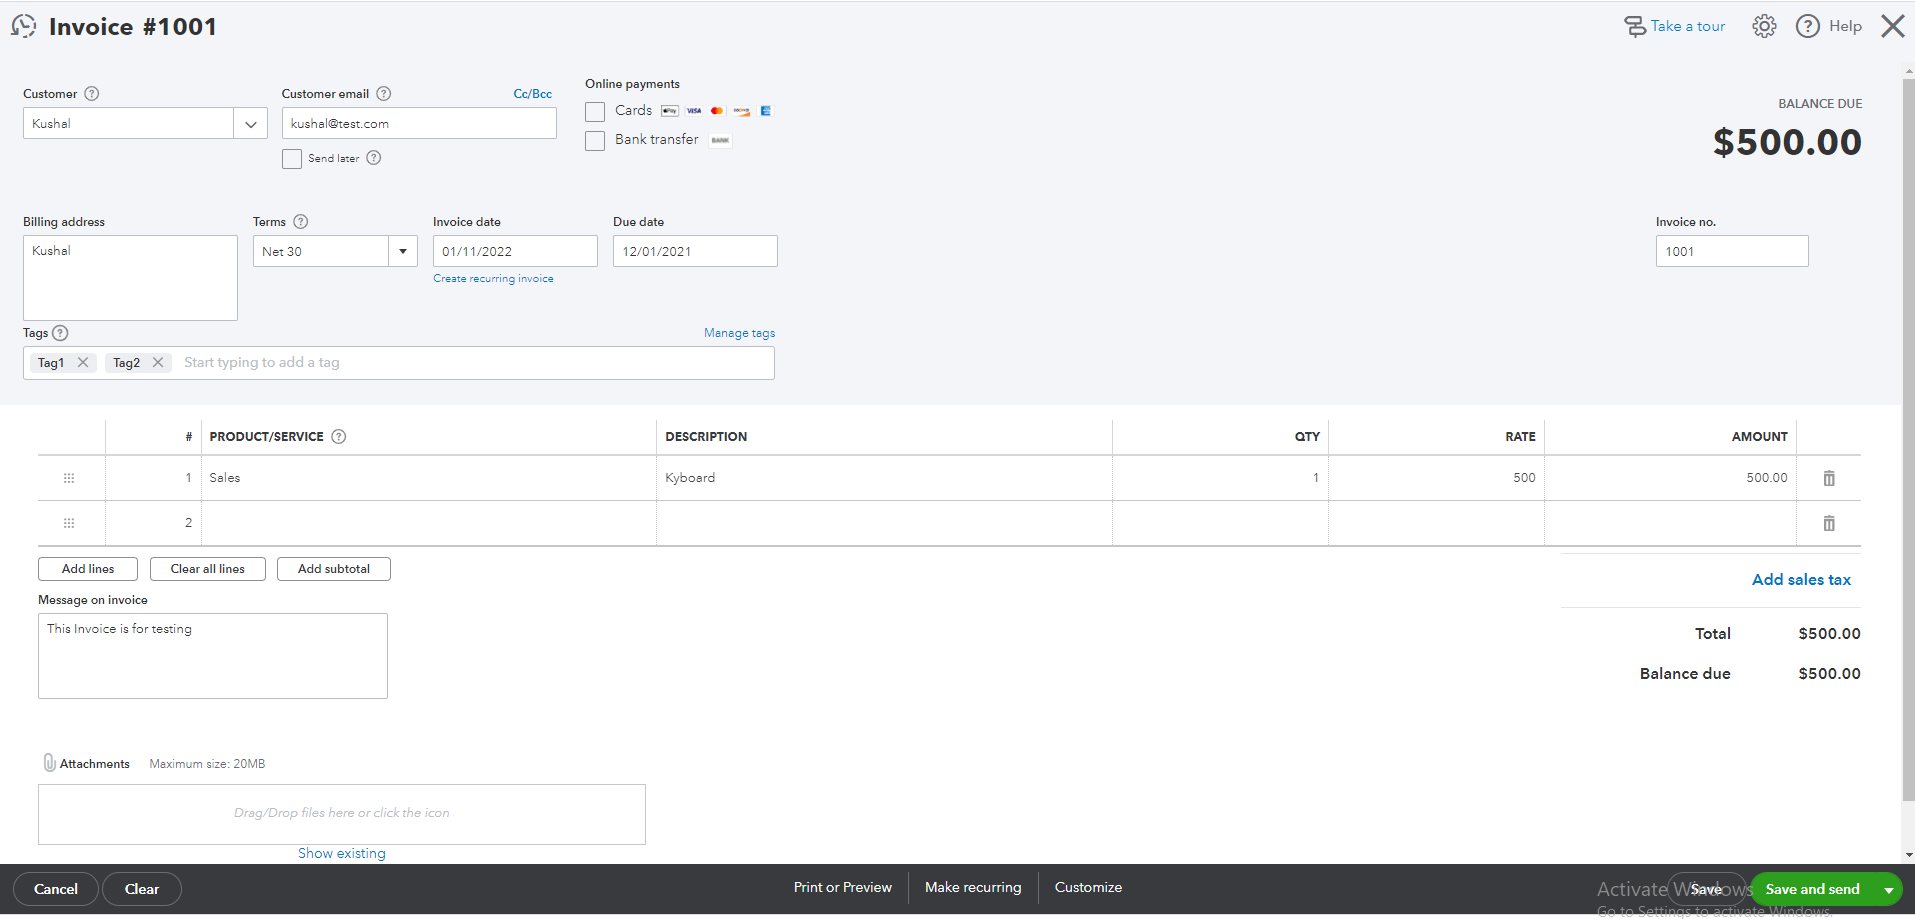 Invoice #1001
Take a tour
Help
Customer
Customer email
Cc/Bcc
Online payments
Kushal
kushal@test.com
Cards
VISA
Bank transfer
BANK
Send later
BALANCE DUE
$500.00
Billing address
Terms
Invoice date
Due date
Invoice no.
Kushal
Net 30
01/11/2022
12/01/2021
1001
Create recurring invoice
Tags
Manage tags
Tag1
Tag2
Start typing to add a tag
# PRODUCT/SERVICE DESCRIPTION QTY RATE AMOUNT
1 Sales Kyboard 1 500 500.00
2
Add lines
Clear all lines
Add subtotal
Add sales tax
Message on invoice
This Invoice is for testing
Total $500.00
Balance due $500.00
Attachments Maximum size: 20MB
Drag/Drop files here or click the icon
Show existing
Cancel
Clear
Print or Preview
Make recurring
Customize
Activate Windows
Save
Save and send
Go to Settings to activate Windows.